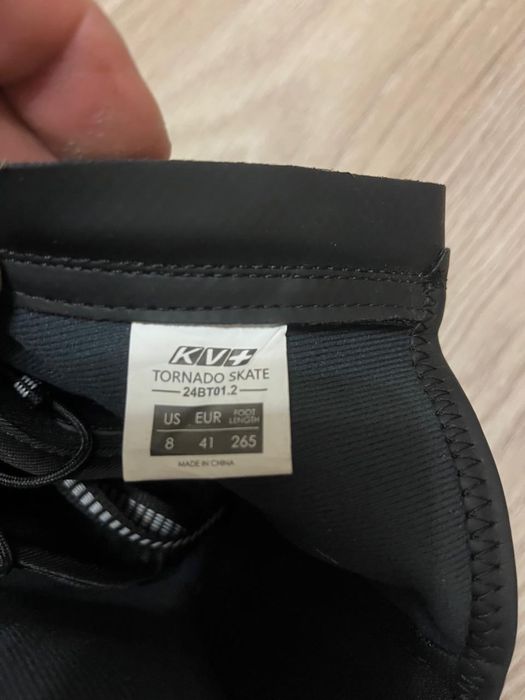 KV+
TORNADO SKATE
24BT01.2
US EUR FOOT LENGTH
8 41 265
MADE IN CHINA